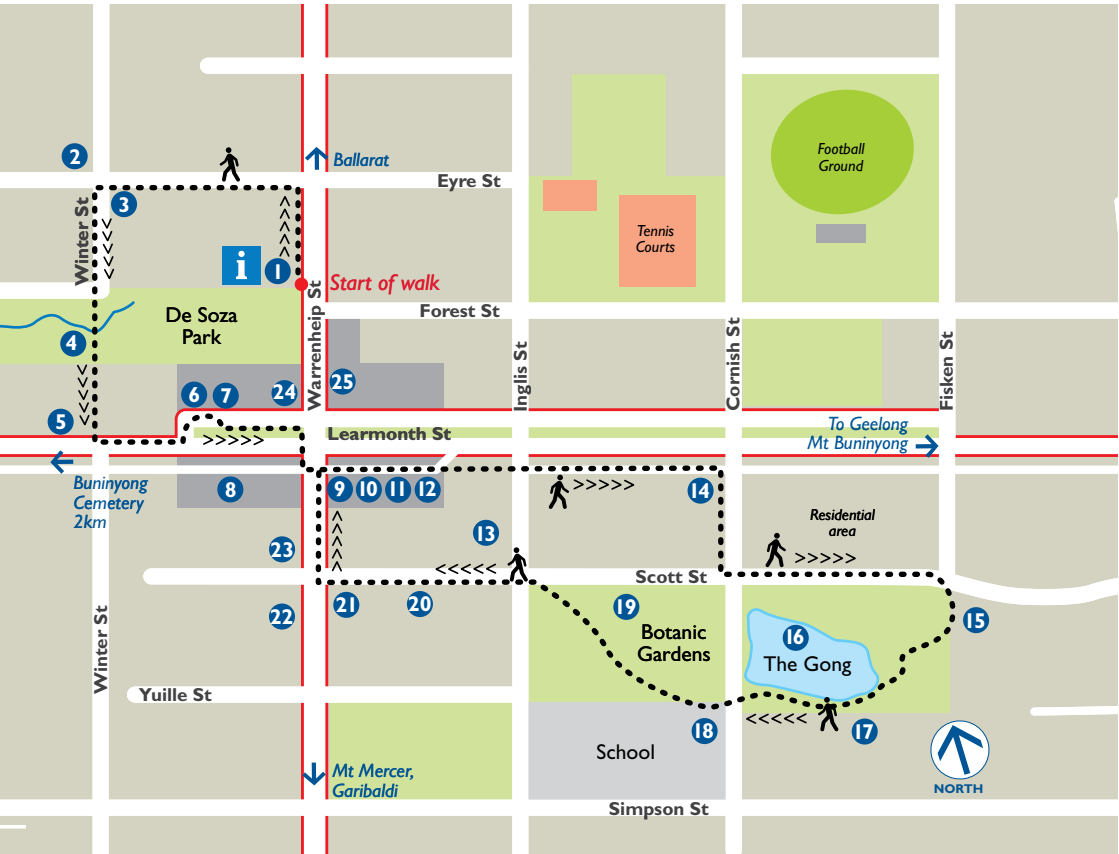 2
Ballarat
Football
Ground
Eyre St
3
Winter St
Tennis
Courts
i
1
Start of walk
Warrenheip St
De Soza
Park
Forest St
4
Inglis St
Cornish St
Fisken St
6
7
24
25
5
Learmonth St
To Geelong
Mt Buninyong
Buninyong
Cemetery
2km
8
9
10
11
12
14
13
Residential
area
23
Scott St
22
21
20
19
15
16
Botanic
Gardens
The Gong
Winter St
Yuille St
18
17
School
Mt Mercer,
Garibaldi
NORTH
Simpson St